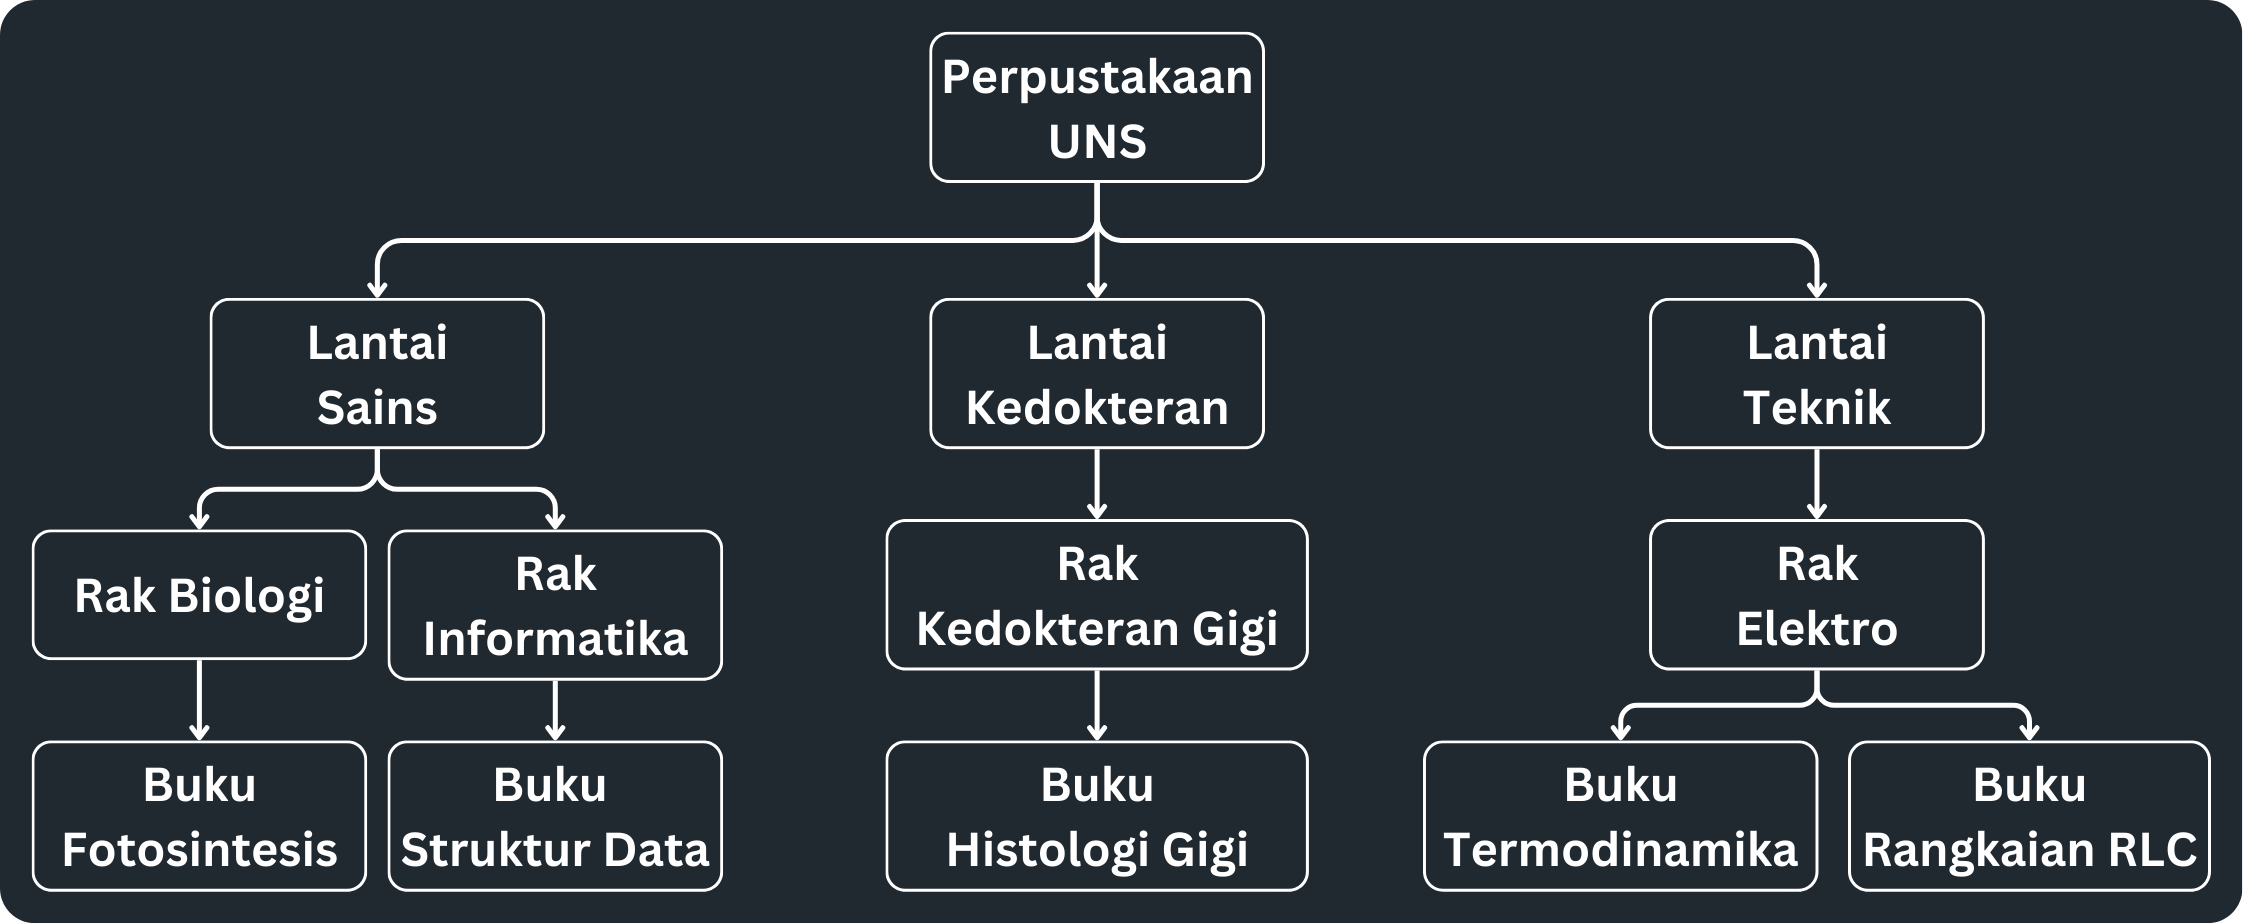 Perpustakaan
UNS
Lantai
Sains
Lantai
Kedokteran
Lantai
Teknik
Rak Biologi
Rak
Informatika
Rak
Kedokteran Gigi
Rak
Elektro
Buku
Fotosintesis
Buku
Struktur Data
Buku
Histologi Gigi
Buku
Termodinamika
Buku
Rangkaian RLC